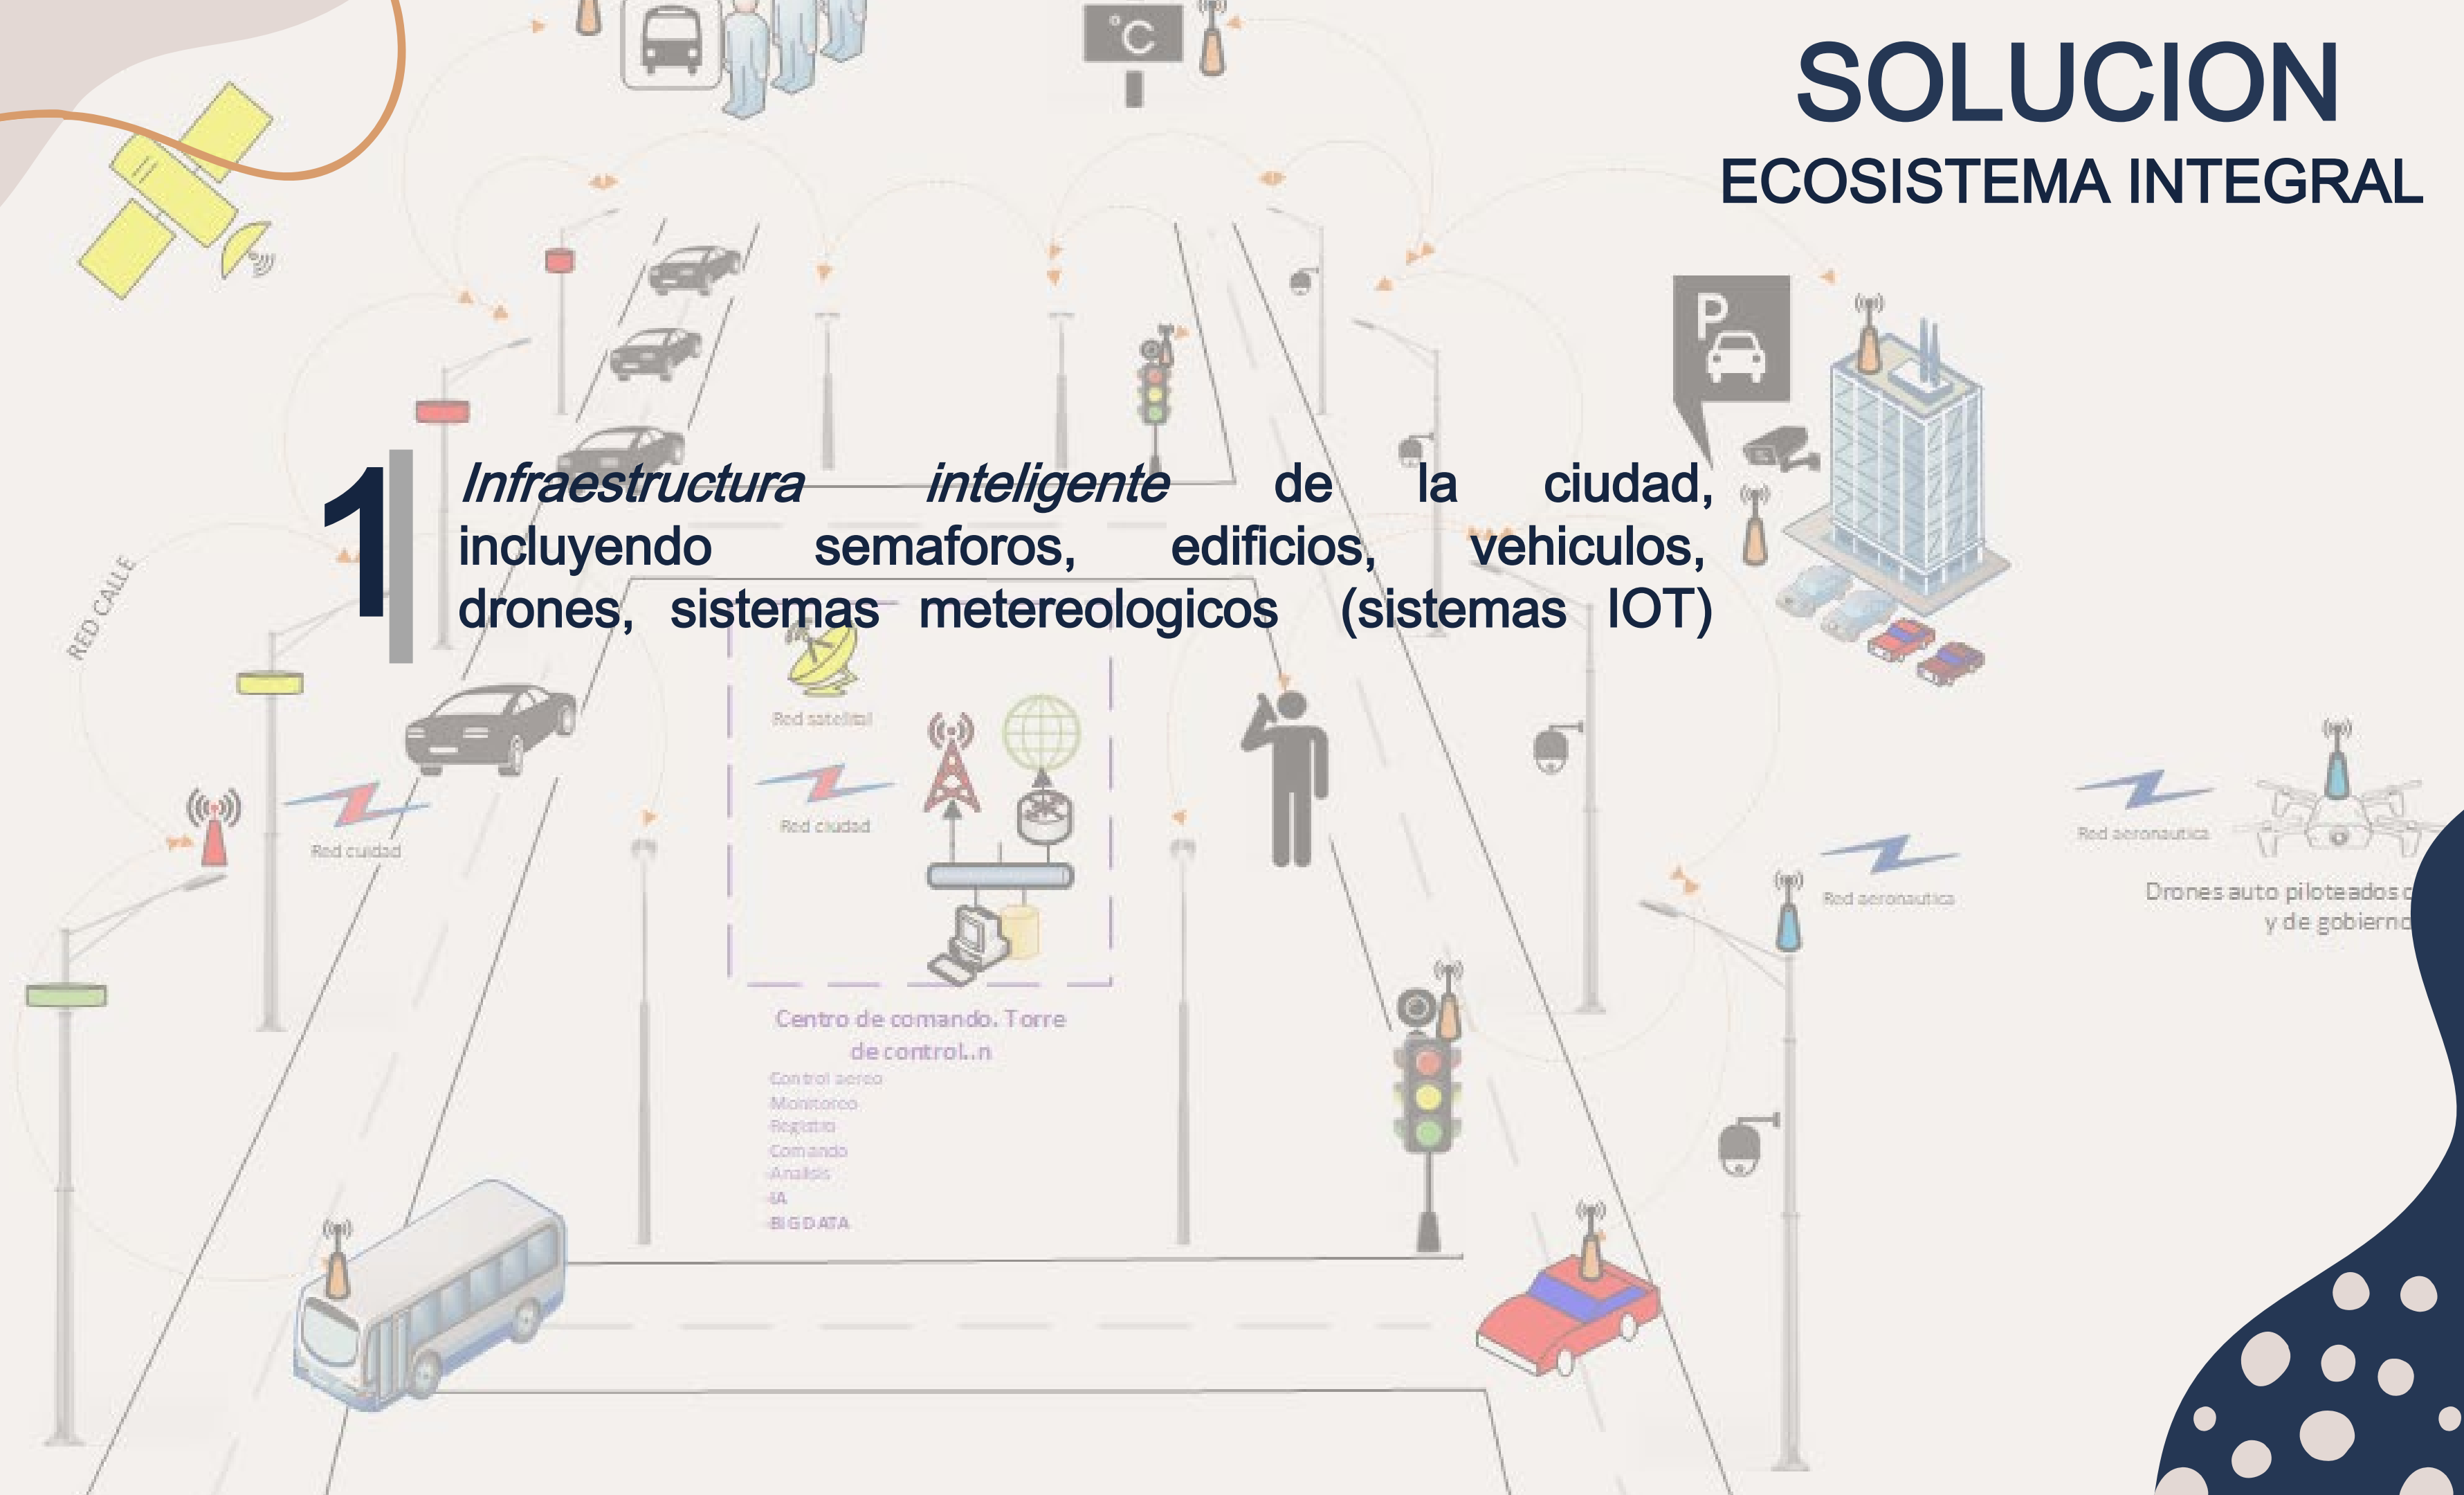 °C
SOLUCION
ECOSISTEMA INTEGRAL
P
1
Infraestructura inteligente de la ciudad,
incluyendo semaforos, edificios, vehiculos,
drones, sistemas metereologicos (sistemas IOT)
RED CALLE
Red satelital
Red ciudad
Red cuidad
Red aeronautica
Red aeronautica
Drones auto piloteados
y de gobierno
Centro de comando. Torre
de control..n
Control aereo
Monitoreo
Registro
Comando
Analisis
IA
BIG DATA